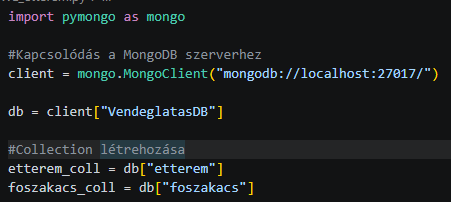 import pymongo as mongo
#Kapcsolódás a MongoDB szerverhez
client = mongo.MongoClient("mongodb://localhost:27017/")
db = client["VendeglatasDB"]
#Collection létrehozása
etterem_coll = db["etterem"]
foszakacs_coll = db["foszakacs"]